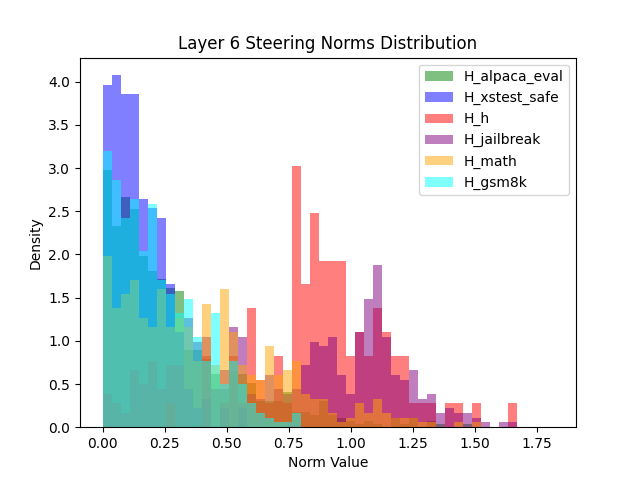 Layer 6 Steering Norms Distribution
H_alpaca_eval
H_xstest_safe
H_h
H_jailbreak
H_math
H_gsm8k
Density
4.0
3.5
3.0
2.5
2.0
1.5
1.0
0.5
0.0
0.00 0.25 0.50 0.75 1.00 1.25 1.50 1.75
Norm Value